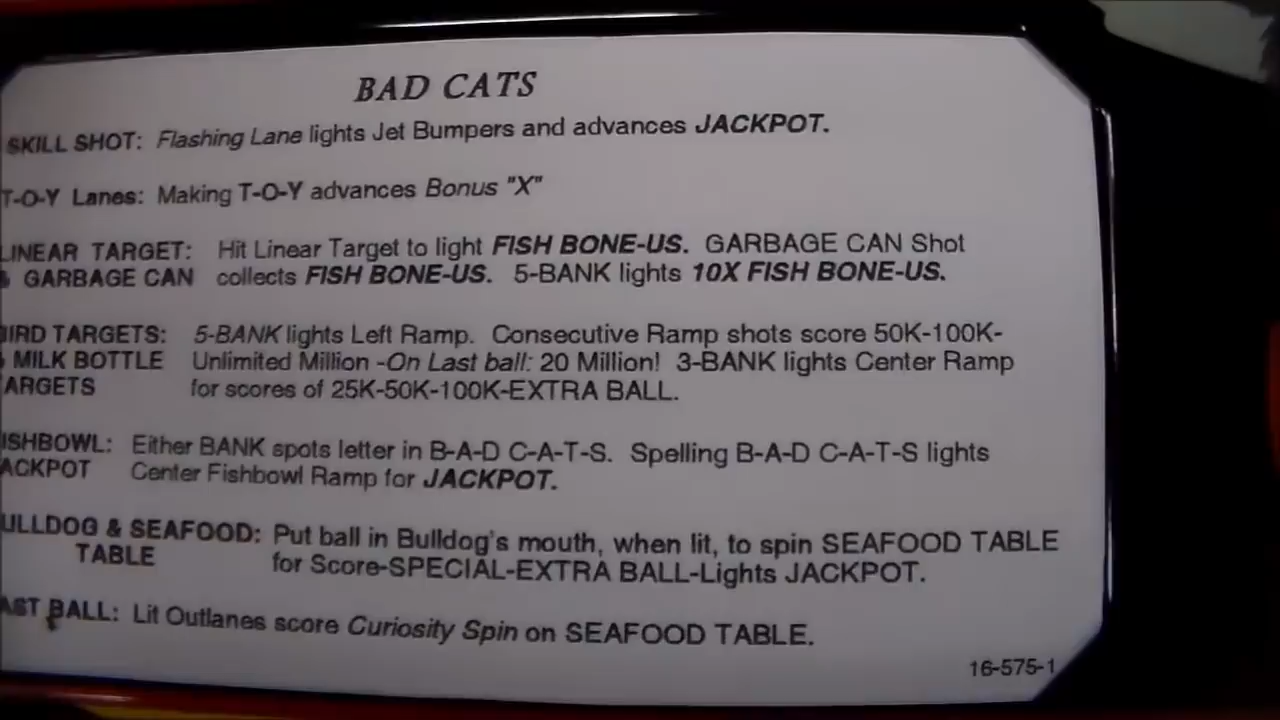 BAD CATS
SKILL SHOT: Flashing Lane lights Jet Bumpers and advances JACKPOT.
T-O-Y Lanes: Making T-O-Y advances Bonus "X"
LINEAR TARGET: Hit Linear Target to light FISH BONE-US. GARBAGE CAN Shot
& GARBAGE CAN collects FISH BONE-US. 5-BANK lights 10X FISH BONE-US.
BIRD TARGETS: 5-BANK lights Left Ramp. Consecutive Ramp shots score 50K-100K-
& MILK BOTTLE Unlimited Million -On Last ball: 20 Million! 3-BANK lights Center Ramp
ARGETS for scores of 25K-50K-100K-EXTRA BALL.
ISHBOWL: Either BANK spots letter in B-A-D C-A-T-S. Spelling B-A-D C-A-T-S lights
ACKPOT Center Fishbowl Ramp for JACKPOT.
ULLDOG & SEAFOOD: Put ball in Bulldog's mouth, when lit, to spin SEAFOOD TABLE
TABLE for Score-SPECIAL-EXTRA BALL-Lights JACKPOT.
AST BALL: Lit Outlanes score Curiosity Spin on SEAFOOD TABLE.
16-575-1